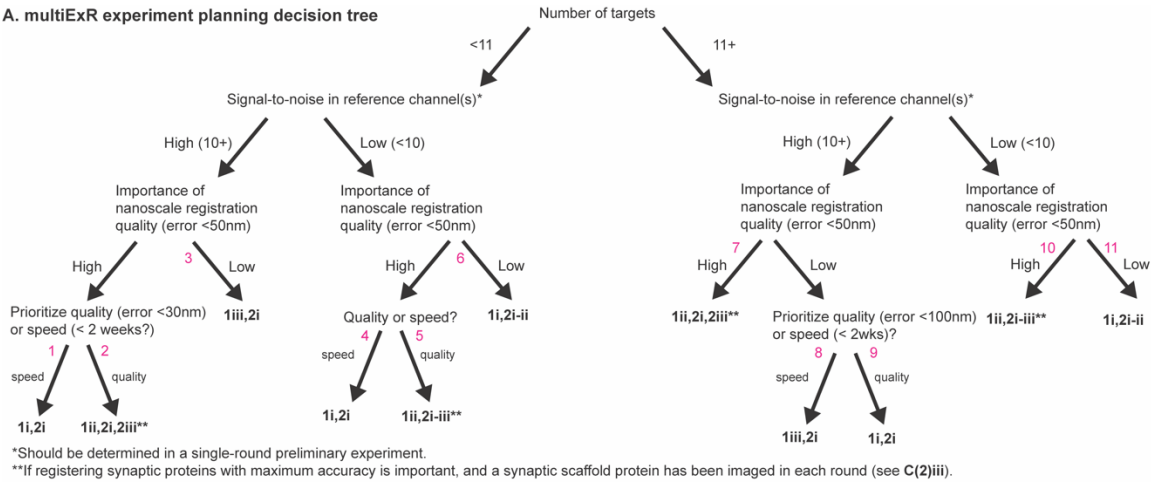 A. multiExR experiment planning decision tree
Number of targets
<11
11+
Signal-to-noise in reference channel(s)*
Signal-to-noise in reference channel(s)*
High (10+)
Low (<10)
High (10+)
Low (<10)
Importance of
nanoscale registration
quality (error <50nm)
Importance of
nanoscale registration
quality (error <50nm)
Importance of
nanoscale registration
quality (error <50nm)
Importance of
nanoscale registration
quality (error <50nm)
High
3
Low
High
6
Low
7
High
Low
10
High
11
Low
Prioritize quality (error <30nm)
or speed (< 2 weeks?)
1iii,2i
Quality or speed?
1i,2i-ii
1ii,2i,2iii**
Prioritize quality (error <100nm)
or speed (< 2wks)?
1ii,2i-iii**
1i,2i-ii
1
2
speed
quality
4
5
speed
quality
8
9
speed
quality
1i,2i
1ii,2i,2iii**
1i,2i
1ii,2i-iii**
1iii,2i
1i,2i
*Should be determined in a single-round preliminary experiment.
**If registering synaptic proteins with maximum accuracy is important, and a synaptic scaffold protein has been imaged in each round (see C(2)iii).